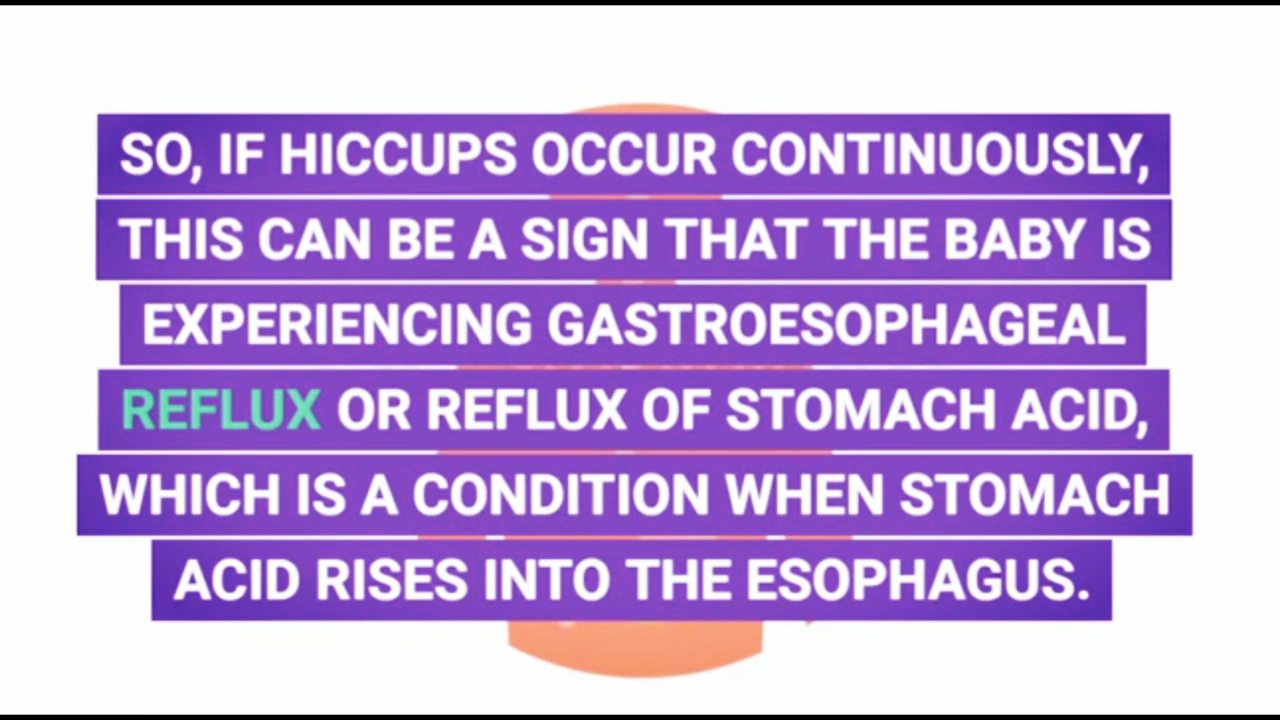 SO, IF HICCUPS OCCUR CONTINUOUSLY,
THIS CAN BE A SIGN THAT THE BABY IS
EXPERIENCING GASTROESOPHAGEAL
REFLUX OR REFLUX OF STOMACH ACID,
WHICH IS A CONDITION WHEN STOMACH
ACID RISES INTO THE ESOPHAGUS.